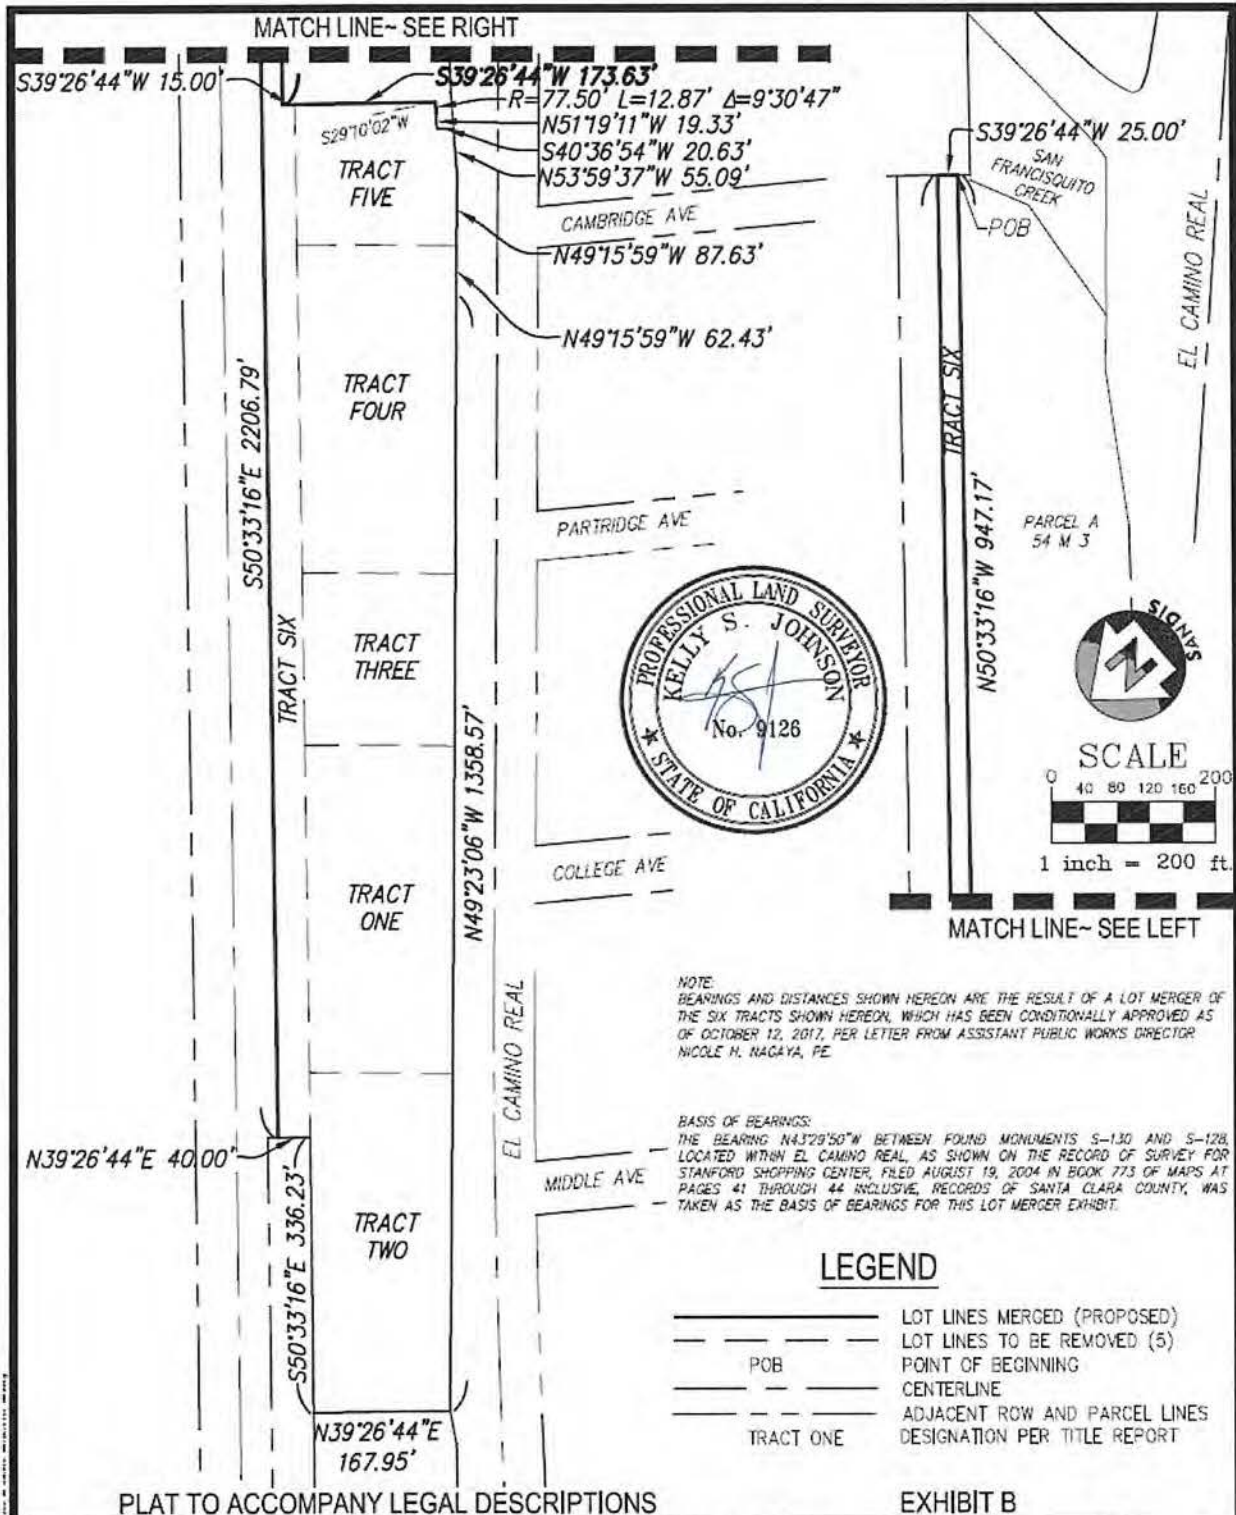 MATCH LINE~ SEE RIGHT
S39°26'44"W 15.00'
S39°26'44"W 173.63'
R=77.50' L=12.87' Δ=9°30'47"
S29°10'02"W
N51°19'11"W 19.33'
S40°36'54"W 20.63'
N53°59'37"W 55.09'
TRACT
FIVE
CAMBRIDGE AVE
N49°15'59"W 87.63'
N49°15'59"W 62.43'
TRACT
FOUR
S50°33'16"E 2206.79'
PARTRIDGE AVE
TRACT
THREE
TRACT SIX
N49°23'06"W 1358.57'
TRACT
ONE
COLLEGE AVE
EL CAMINO REAL
N39°26'44"E 40.00'
MIDDLE AVE
S50°33'16"E 336.23'
TRACT
TWO
N39°26'44"E
167.95'
S39°26'44"W 25.00'
SAN
FRANCISQUITO
CREEK
POB
EL CAMINO REAL
TRACT SIX
N50°33'16"W 947.17'
PARCEL A
54 M 3
PROFESSIONAL LAND SURVEYOR
KELLY S. JOHNSON
No. 9126
STATE OF CALIFORNIA
SANDIS
N
SCALE
0 40 80 120 160 200
1 inch = 200 ft.
MATCH LINE~ SEE LEFT
NOTE:
BEARINGS AND DISTANCES SHOWN HEREON ARE THE RESULT OF A LOT MERGER OF
THE SIX TRACTS SHOWN HEREON, WHICH HAS BEEN CONDITIONALLY APPROVED AS
OF OCTOBER 12, 2017, PER LETTER FROM ASSISTANT PUBLIC WORKS DIRECTOR
NICOLE H. NAGAYA, PE.
BASIS OF BEARINGS:
THE BEARING N43°29'50"W BETWEEN FOUND MONUMENTS S-130 AND S-128,
LOCATED WITHIN EL CAMINO REAL, AS SHOWN ON THE RECORD OF SURVEY FOR
STANFORD SHOPPING CENTER, FILED AUGUST 19, 2004 IN BOOK 773 OF MAPS AT
PAGES 41 THROUGH 44 INCLUSIVE, RECORDS OF SANTA CLARA COUNTY, WAS
TAKEN AS THE BASIS OF BEARINGS FOR THIS LOT MERGER EXHIBIT.
LEGEND
LOT LINES MERGED (PROPOSED)
LOT LINES TO BE REMOVED (5)
POB POINT OF BEGINNING
CENTERLINE
ADJACENT ROW AND PARCEL LINES
TRACT ONE DESIGNATION PER TITLE REPORT
PLAT TO ACCOMPANY LEGAL DESCRIPTIONS
EXHIBIT B